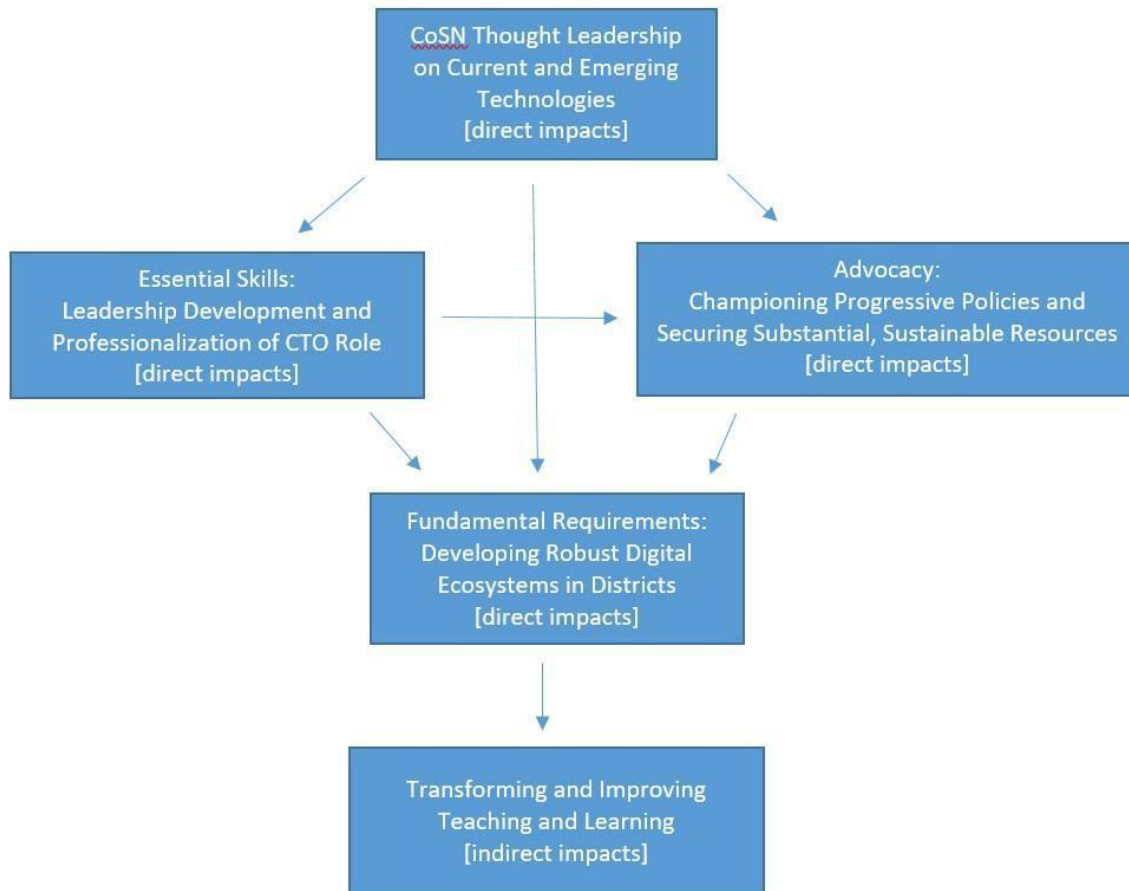 CoSN Thought Leadership
on Current and Emerging
Technologies
[direct impacts]
Essential Skills:
Leadership Development and
Professionalization of CTO Role
[direct impacts]
Advocacy:
Championing Progressive Policies and
Securing Substantial, Sustainable Resources
[direct impacts]
Fundamental Requirements:
Developing Robust Digital
Ecosystems in Districts
[direct impacts]
Transforming and Improving
Teaching and Learning
[indirect impacts]